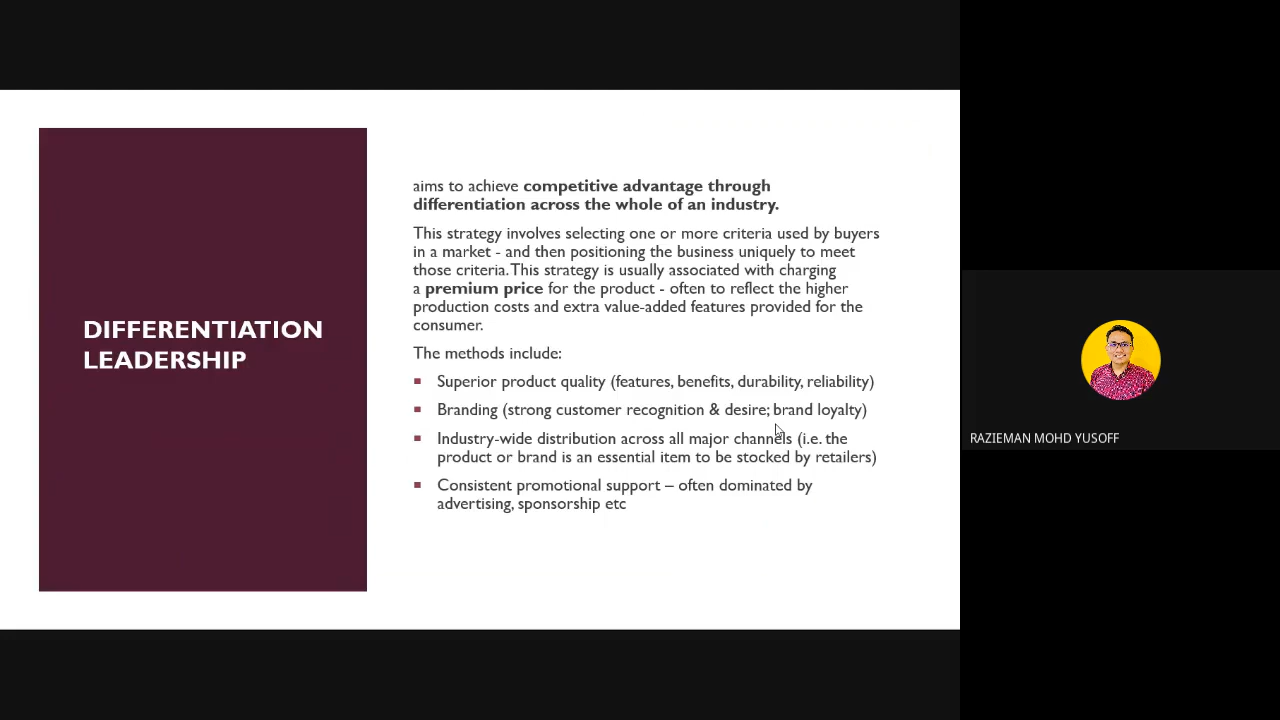 DIFFERENTIATION
LEADERSHIP
aims to achieve competitive advantage through
differentiation across the whole of an industry.
This strategy involves selecting one or more criteria used by buyers
in a market - and then positioning the business uniquely to meet
those criteria. This strategy is usually associated with charging
a premium price for the product - often to reflect the higher
production costs and extra value-added features provided for the
consumer.
The methods include:
▪ Superior product quality (features, benefits, durability, reliability)
▪ Branding (strong customer recognition & desire; brand loyalty)
▪ Industry-wide distribution across all major channels (i.e. the
product or brand is an essential item to be stocked by retailers)
▪ Consistent promotional support – often dominated by
advertising, sponsorship etc
RAZIEMAN MOHD YUSOFF